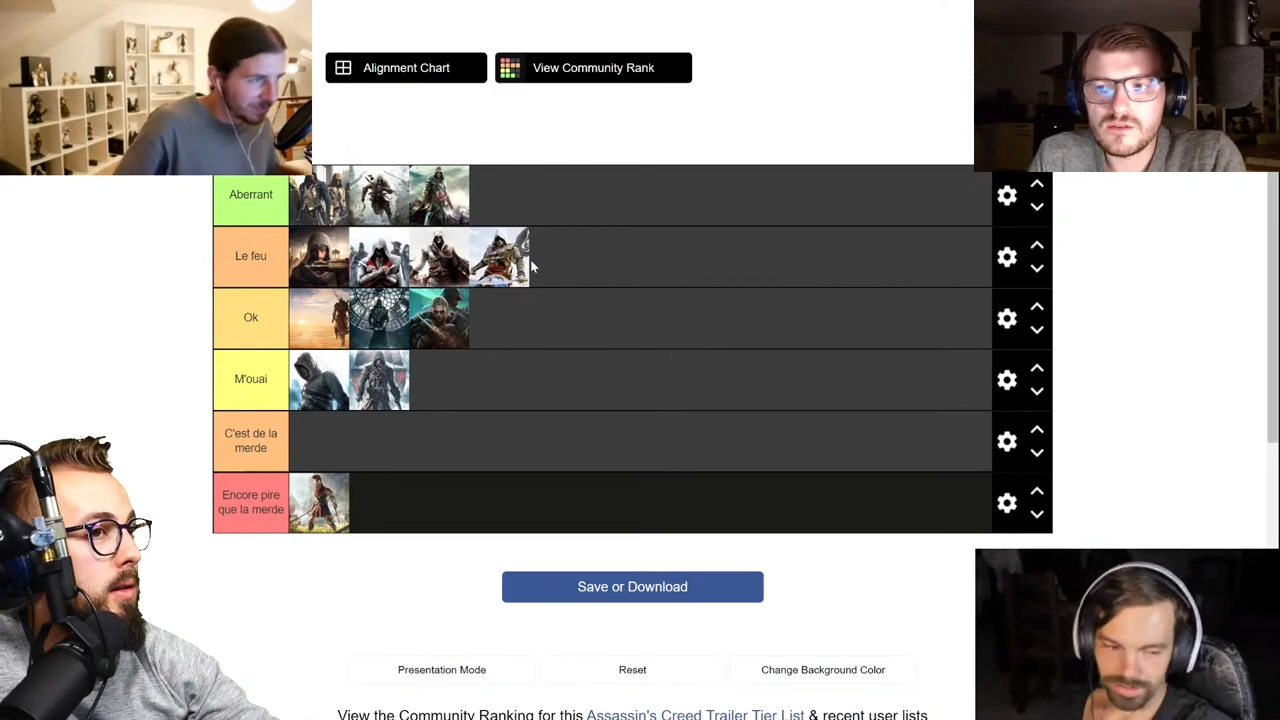 Alignment Chart
View Community Rank
Aberrant
Le feu
Ok
M'ouai
C'est de la
merde
Encore pire
que la merde
Save or Download
Presentation Mode
Reset
Change Background Color
View the Community Ranking for this Assassin's Creed Trailer Tier List & recent user lists